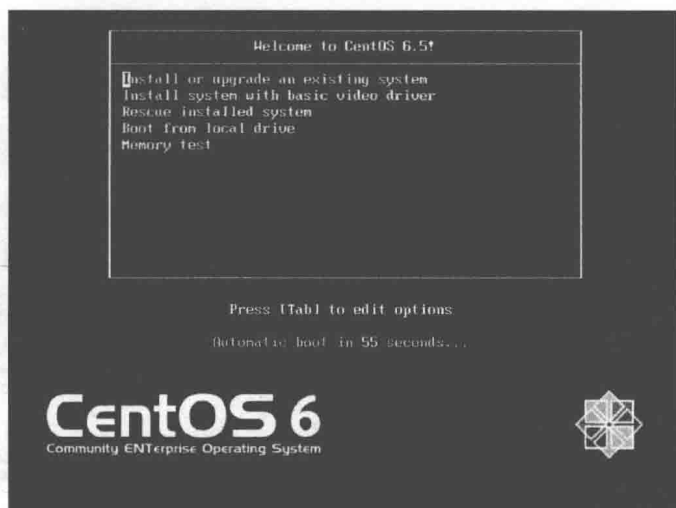 Welcome to CentOS 6.5!
Install or upgrade an existing system
Install system with basic video driver
Rescue installed system
Boot from local drive
Memory test
Press [Tab] to edit options
Automatic boot in 55 seconds...
CentOS 6
Community ENTerprise Operating System